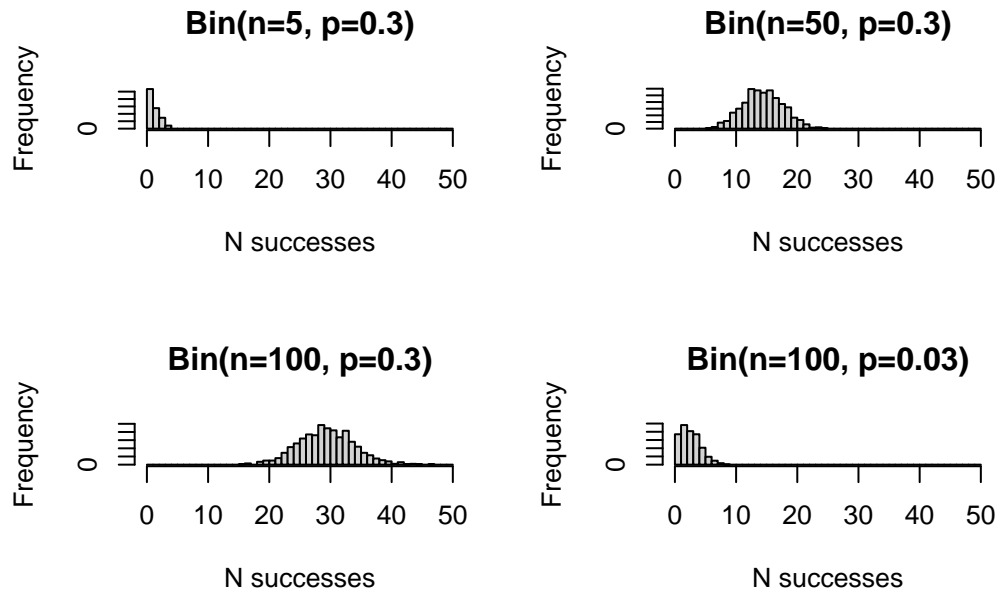 Bin(n=5, p=0.3)
Frequency
0
0 10 20 30 40 50
N successes
Bin(n=50, p=0.3)
Frequency
0
0 10 20 30 40 50
N successes
Bin(n=100, p=0.3)
Frequency
0
0 10 20 30 40 50
N successes
Bin(n=100, p=0.03)
Frequency
0
0 10 20 30 40 50
N successes